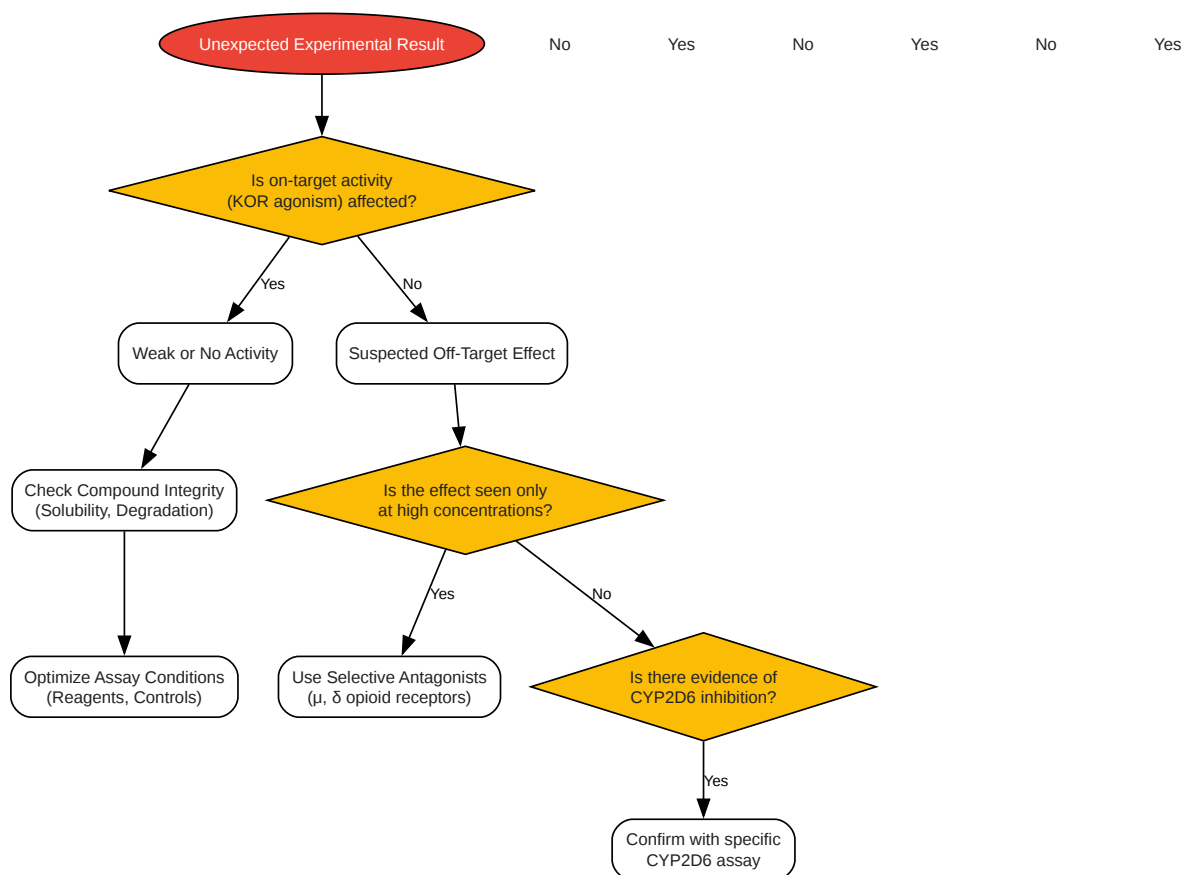 Unexpected Experimental Result
No
Yes
No
Yes
No
Yes
Is on-target activity
(KOR agonism) affected?
Yes
No
Weak or No Activity
Suspected Off-Target Effect
Check Compound Integrity
(Solubility, Degradation)
Is the effect seen only
at high concentrations?
Yes
No
Optimize Assay Conditions
(Reagents, Controls)
Use Selective Antagonists
(μ, δ opioid receptors)
Is there evidence of
CYP2D6 inhibition?
Yes
Confirm with specific
CYP2D6 assay